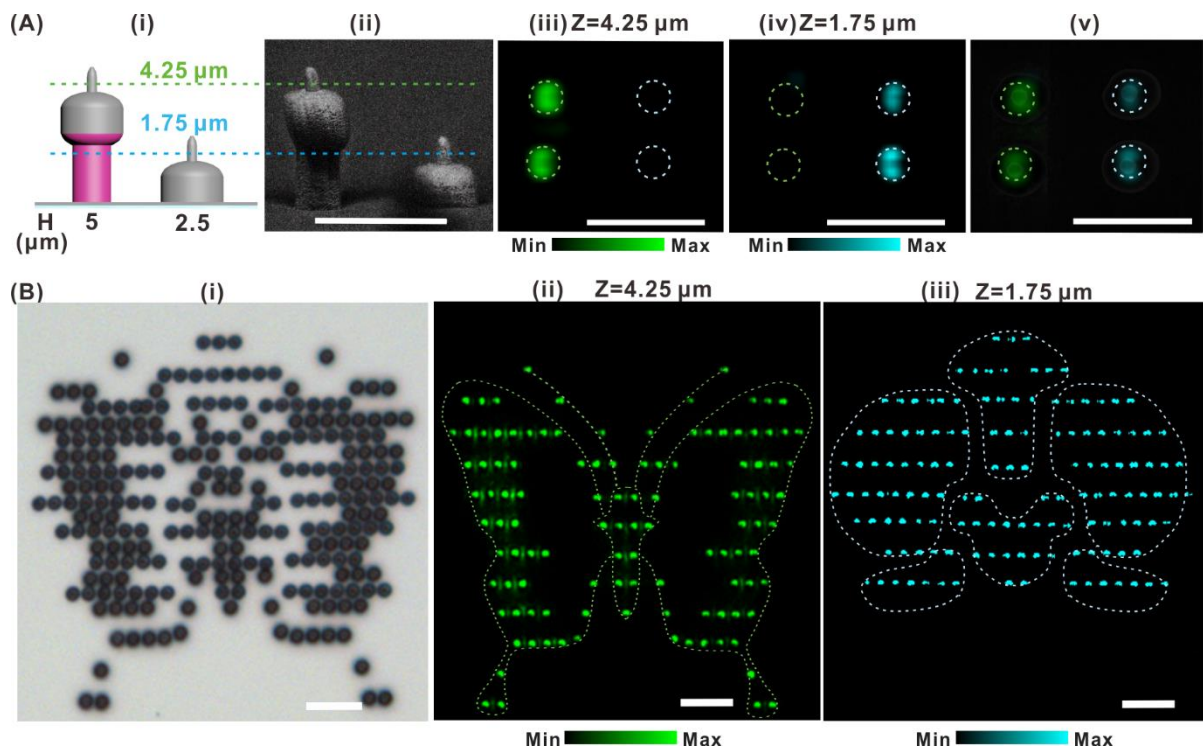 (A) (i) (ii) (iii) Z=4.25 μm (iv) Z=1.75 μm (v)
4.25 μm
1.75 μm
H 5 2.5
(μm)
Min Max Min Max
(B) (i) (ii) Z=4.25 μm (iii) Z=1.75 μm
Min Max Min Max